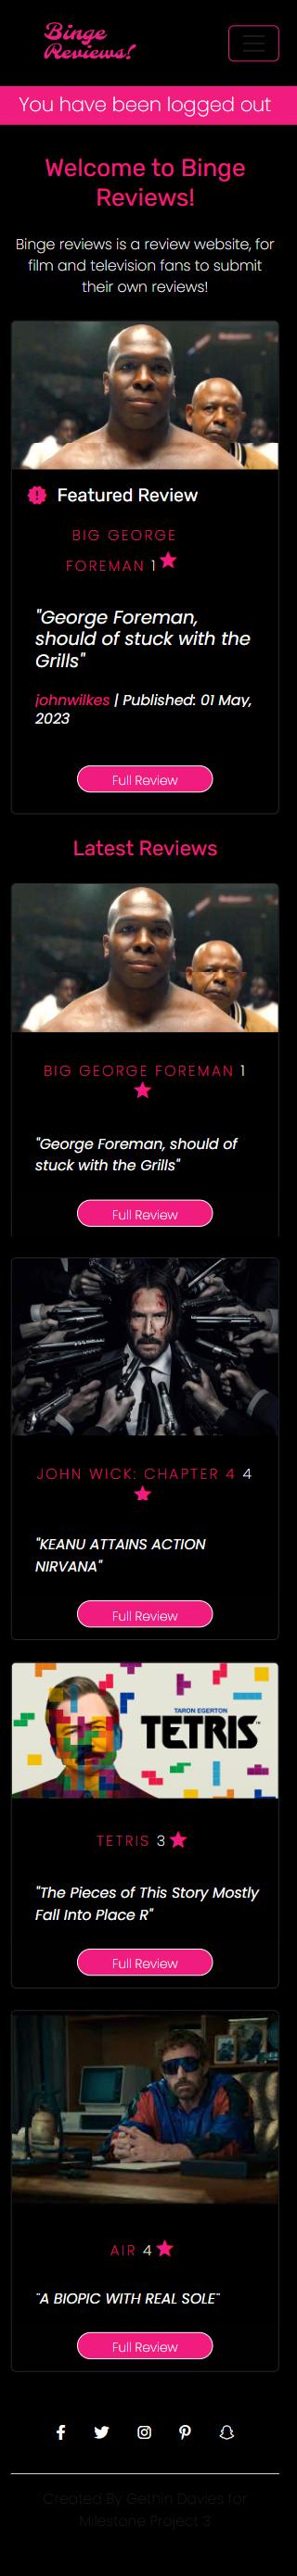 Binge
Reviews!
You have been logged out
Welcome to Binge
Reviews!
Binge reviews is a review website, for
film and television fans to submit
their own reviews!
Featured Review
BIG GEORGE
FOREMAN 1
"George Foreman,
should of stuck with the
Grills"
johnwilkes | Published: 01 May,
2023
Full Review
Latest Reviews
BIG GEORGE FOREMAN 1
"George Foreman, should of
stuck with the Grills"
Full Review
JOHN WICK: CHAPTER 4 4
"KEANU ATTAINS ACTION
NIRVANA"
Full Review
TARON EGERTON
TETRIS
TETRIS 3
"The Pieces of This Story Mostly
Fall Into Place R"
Full Review
AIR 4
"A BIOPIC WITH REAL SOLE"
Full Review
Created By Gethin Davies for
Milestone Project 3